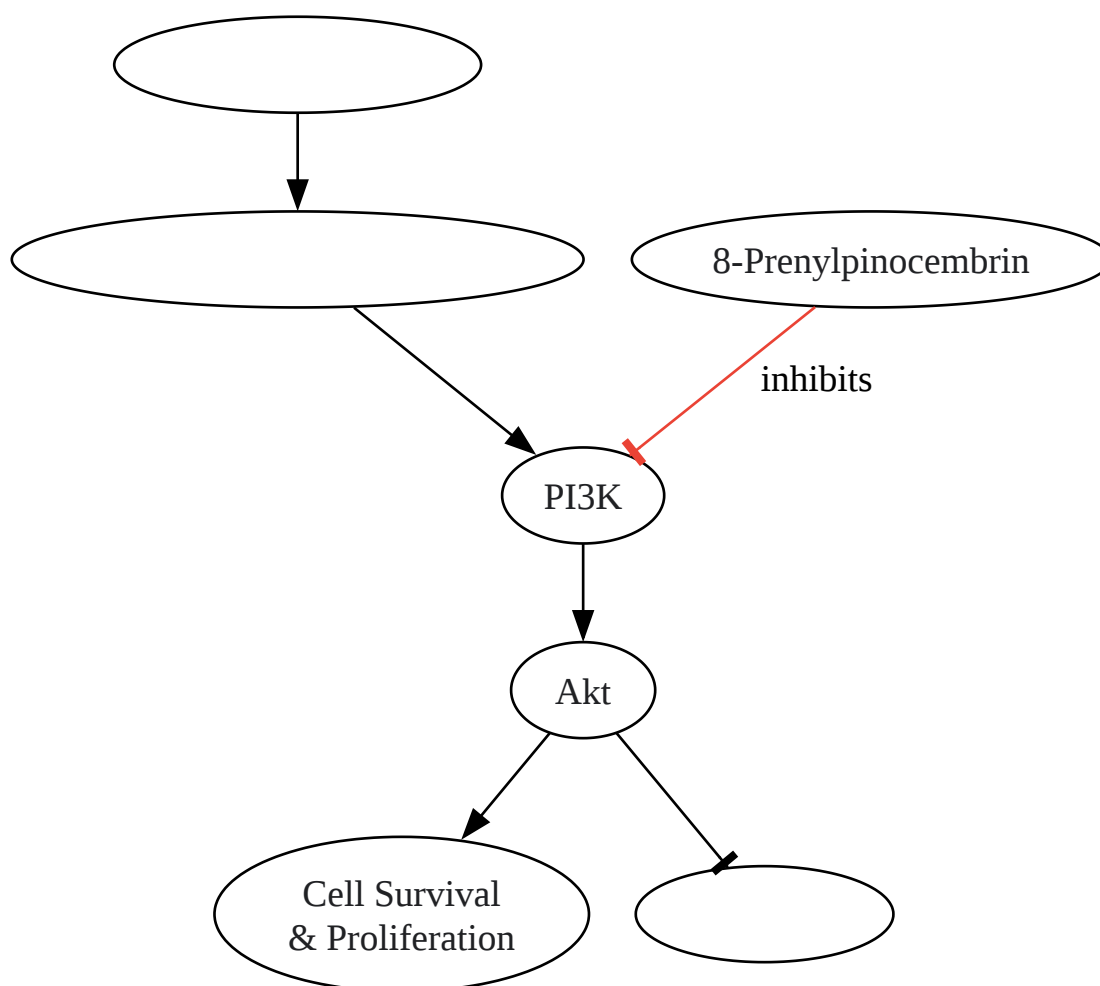 8-Prenylpinocembrin
inhibits
PI3K
Akt
Cell Survival
& Proliferation